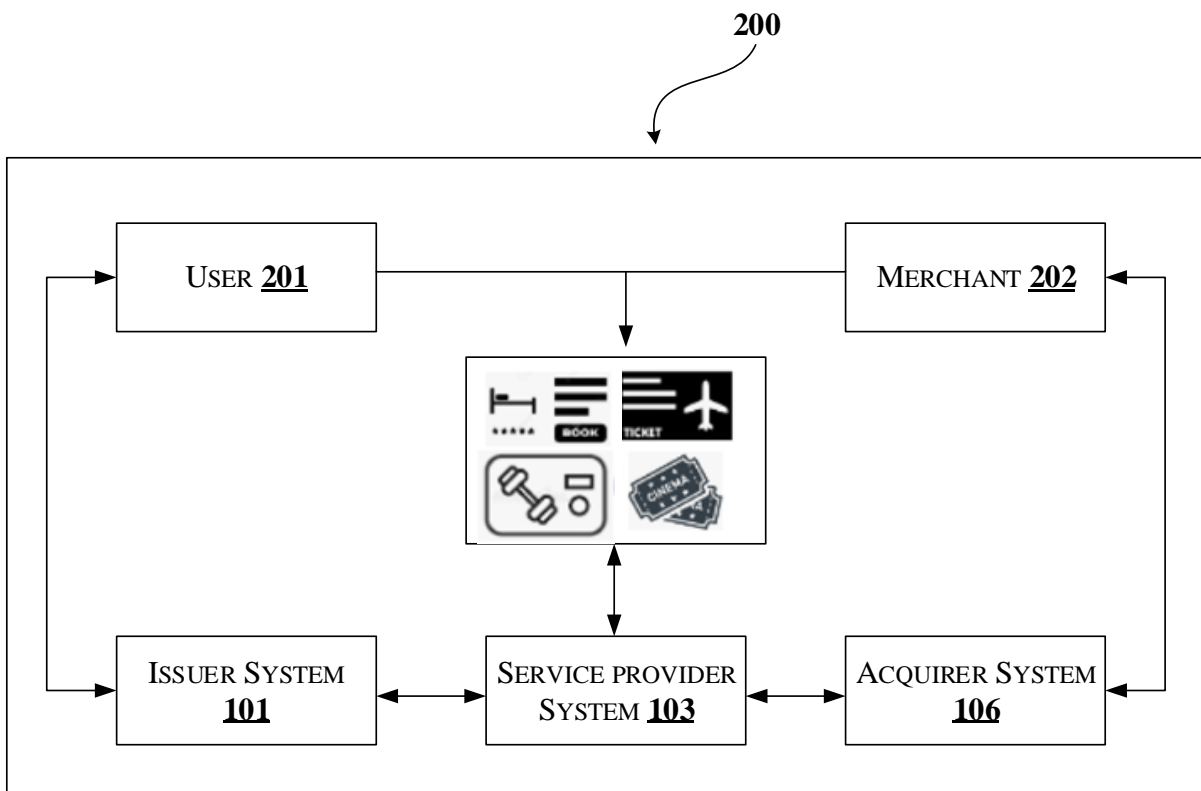 200
USER 201
MERCHANT 202
BOOK
TICKET
CINEMA
ISSUER SYSTEM
101
SERVICE PROVIDER
SYSTEM 103
ACQUIRER SYSTEM
106